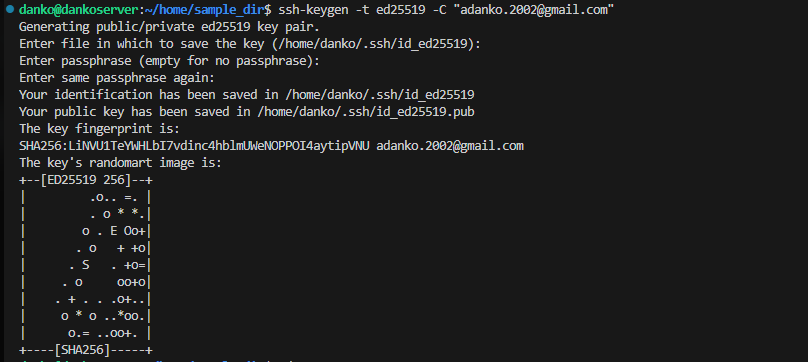 danko@dankoserver:~/home/sample_dir$ ssh-keygen -t ed25519 -C "adanko.2002@gmail.com"
Generating public/private ed25519 key pair.
Enter file in which to save the key (/home/danko/.ssh/id_ed25519):
Enter passphrase (empty for no passphrase):
Enter same passphrase again:
Your identification has been saved in /home/danko/.ssh/id_ed25519
Your public key has been saved in /home/danko/.ssh/id_ed25519.pub
The key fingerprint is:
SHA256:LiNVU1TeYWHLbI7vdinc4hblmUWeNOPPOI4aytipVNU adanko.2002@gmail.com
The key's randomart image is:
+--[ED25519 256]--+
|         .o.. =. |
|         . o * *.|
|        o . E Oo+|
|       . o   + +o|
|      . S   . +o=|
|     . o     oo+o|
|    . + . . .o+..|
|     o * o ..*oo.|
|      o.= ..oo+. |
+----[SHA256]-----+